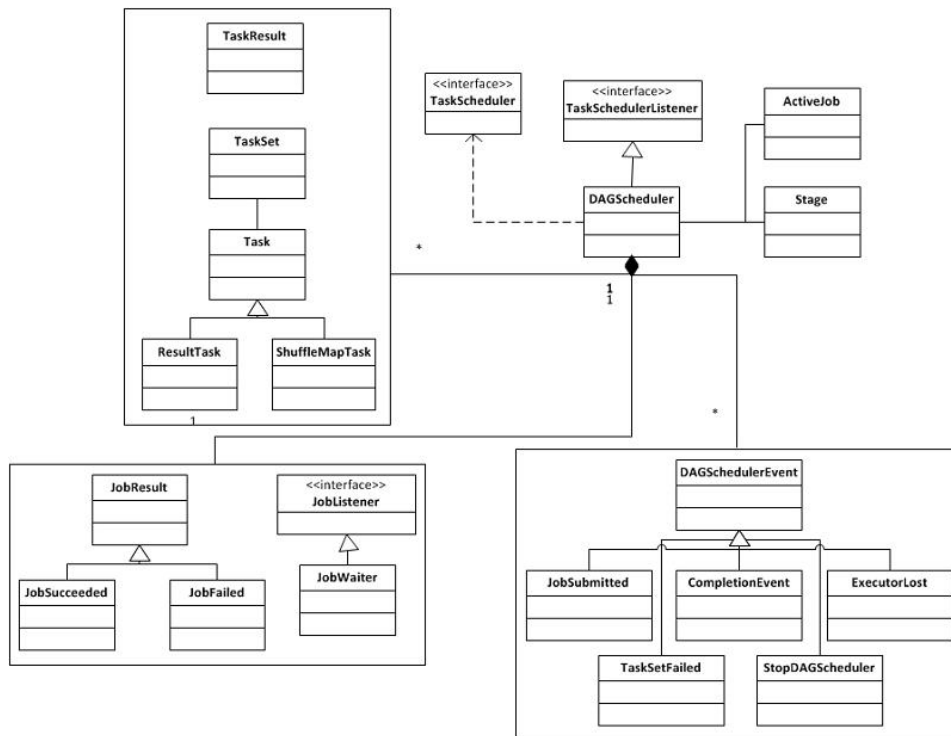 TaskResult
<<interface>>
TaskScheduler
<<interface>>
TaskSchedulerListener
ActiveJob
TaskSet
DAGScheduler
Stage
Task
*
1
1
ResultTask
ShuffleMapTask
1
*
JobResult
<<interface>>
JobListener
DAGSchedulerEvent
JobSucceeded
JobFailed
JobWaiter
JobSubmitted
CompletionEvent
ExecutorLost
TaskSetFailed
StopDAGScheduler